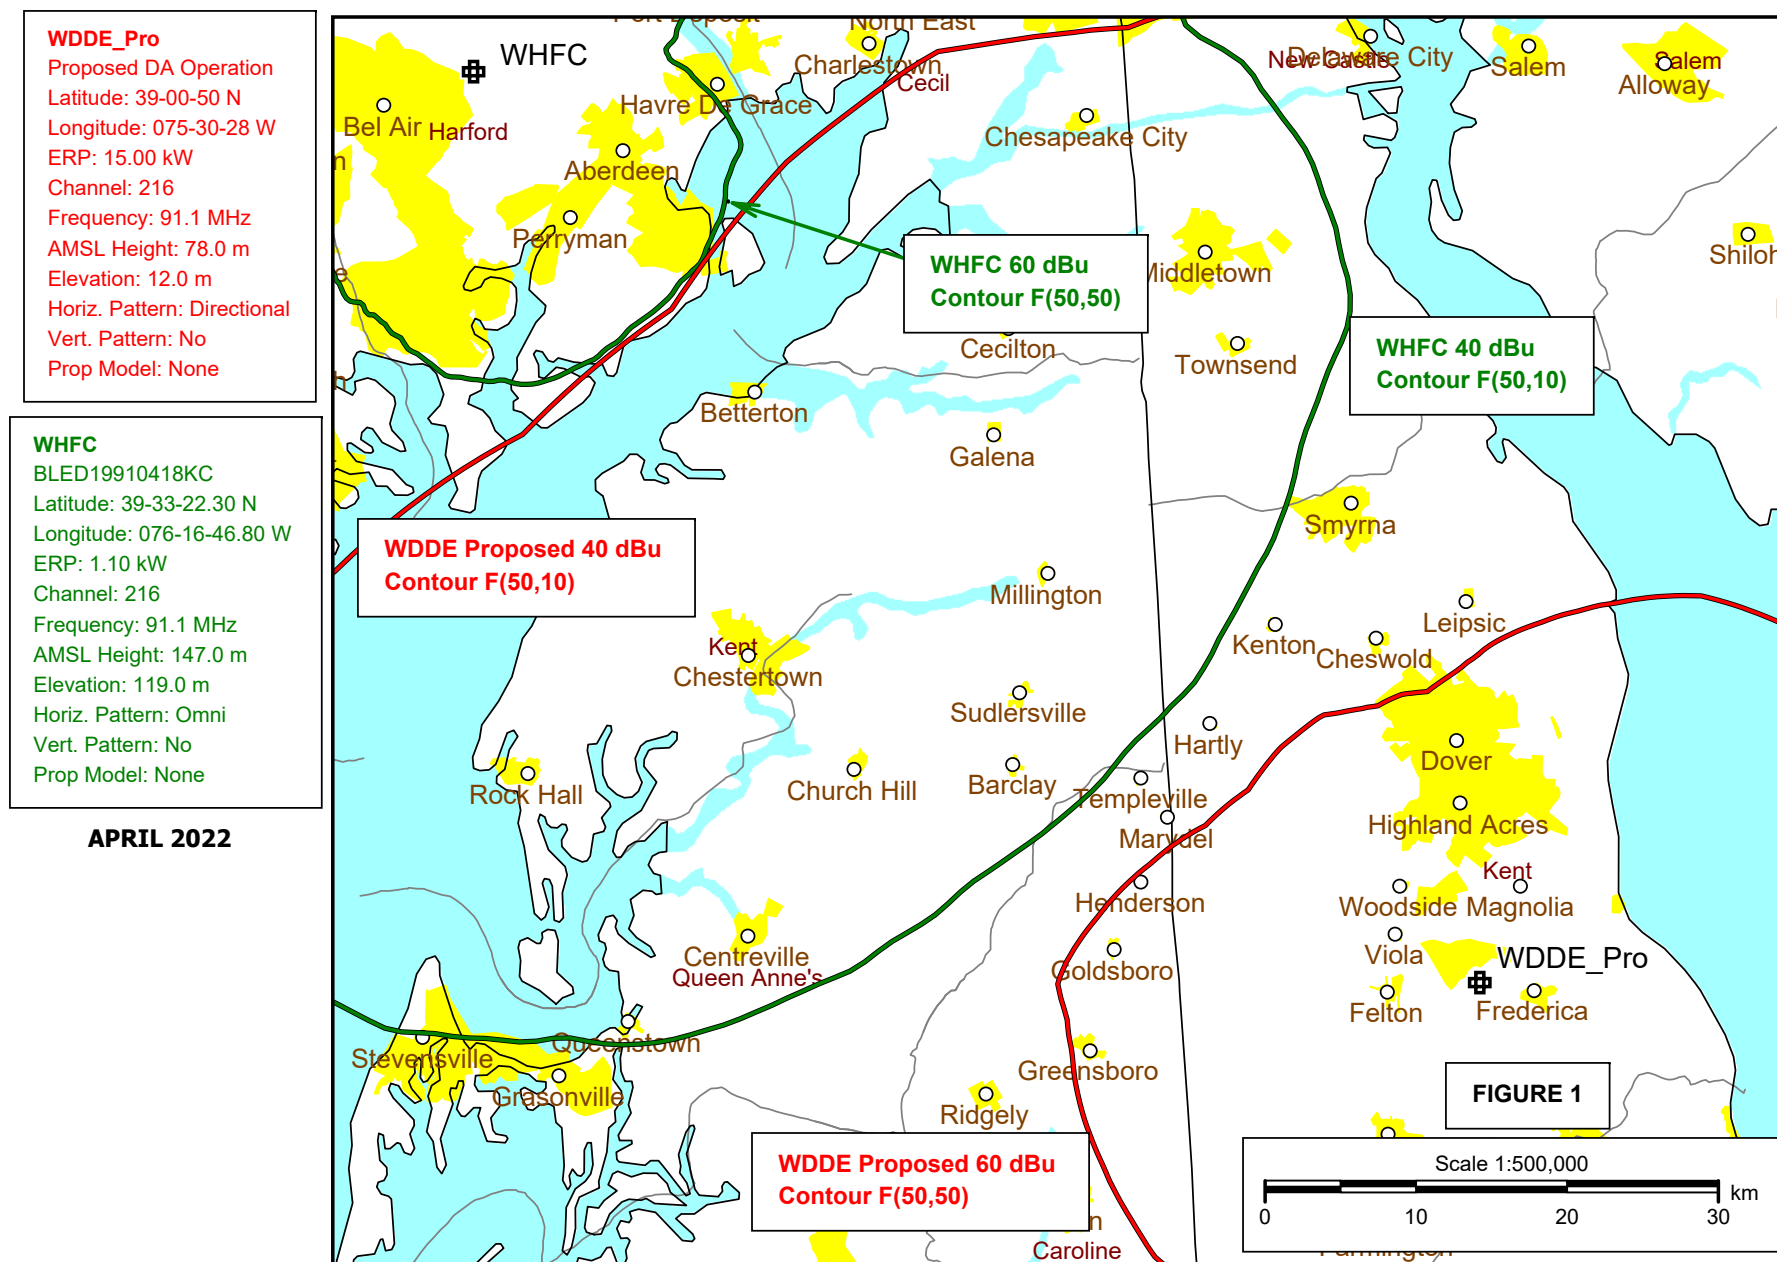 WDDE_Pro
Proposed DA Operation
Latitude: 39-00-50 N
Longitude: 075-30-28 W
ERP: 15.00 kW
Channel: 216
Frequency: 91.1 MHz
AMSL Height: 78.0 m
Elevation: 12.0 m
Horiz. Pattern: Directional
Vert. Pattern: No
Prop Model: None
WHFC
BLED19910418KC
Latitude: 39-33-22.30 N
Longitude: 076-16-46.80 W
ERP: 1.10 kW
Channel: 216
Frequency: 91.1 MHz
AMSL Height: 147.0 m
Elevation: 119.0 m
Horiz. Pattern: Omni
Vert. Pattern: No
Prop Model: None
APRIL 2022
Port Deposit
North East
WHFC
Charlestown
Cecil
Havre De Grace
Bel Air
Harford
Aberdeen
Perryman
Chesapeake City
New Castle
Delaware City
Salem
Salem
Alloway
Shiloh
Middletown
WHFC 60 dBu
Contour F(50,50)
Cecilton
Townsend
WHFC 40 dBu
Contour F(50,10)
Betterton
Galena
Smyrna
WDDE Proposed 40 dBu
Contour F(50,10)
Millington
Leipsic
Kenton
Cheswold
Kent
Chestertown
Sudlersville
Hartly
Dover
Rock Hall
Church Hill
Barclay
Templeville
Marydel
Highland Acres
Kent
Henderson
Woodside
Magnolia
Centreville
Queen Anne's
Goldsboro
Viola
WDDE_Pro
Felton
Frederica
Queenstown
Stevensville
Grasonville
Greensboro
Ridgely
FIGURE 1
WDDE Proposed 60 dBu
Contour F(50,50)
Caroline
Scale 1:500,000
km
0 10 20 30
Farmington